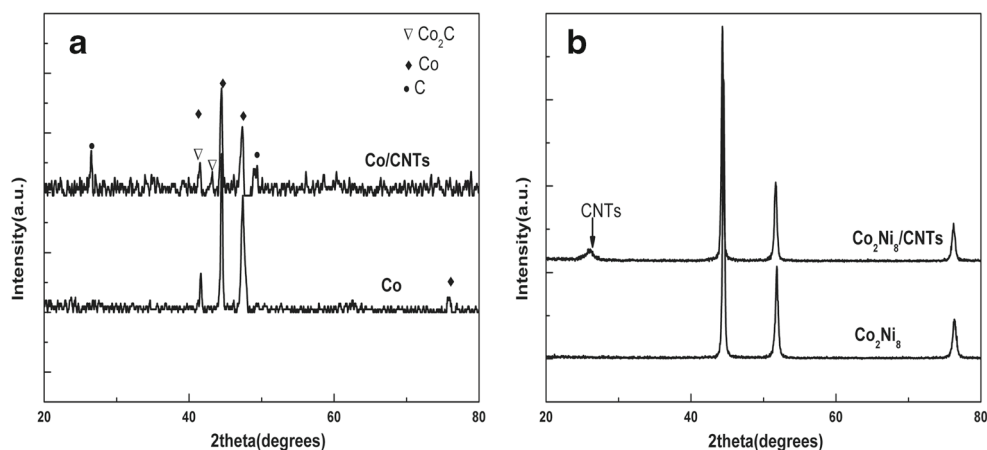 a
▽ Co₂C
♦ Co
● C
Co/CNTs
Co
Intensity(a.u.)
20 40 60 80
2theta(degrees)
b
CNTs
Co₂Ni₈/CNTs
Co₂Ni₈
Intensity(a.u.)
20 40 60 80
2theta(degrees)